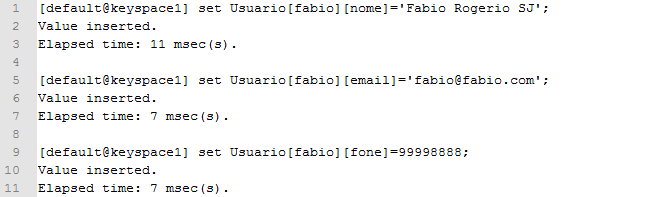 1 [default@keyspace1] set Usuario[fabio][nome]='Fabio Rogerio SJ';
2 Value inserted.
3 Elapsed time: 11 msec(s).
4
5 [default@keyspace1] set Usuario[fabio][email]='fabio@fabio.com';
6 Value inserted.
7 Elapsed time: 7 msec(s).
8
9 [default@keyspace1] set Usuario[fabio][fone]=99998888;
10 Value inserted.
11 Elapsed time: 7 msec(s).